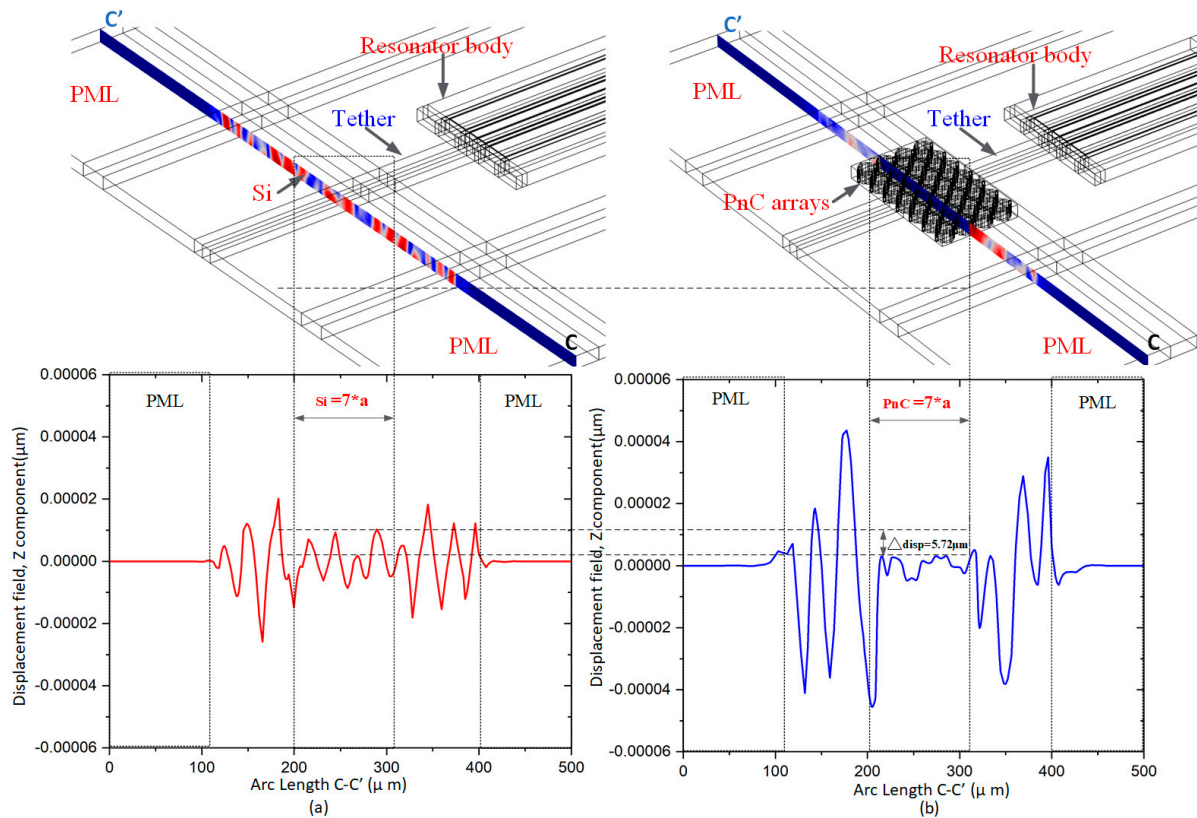 C'
Resonator body
PML
Tether
Si
PML
C
0.00006
0.00004
0.00002
0.00000
-0.00002
-0.00004
-0.00006
Displacement field, Z component(μm)
PML
Si =7*a
PML
0
100
200
300
400
500
Arc Length C-C' (μ m)
(a)
C'
Resonator body
PML
Tether
PnC arrays
PML
C
0.00006
0.00004
0.00002
0.00000
-0.00002
-0.00004
-0.00006
Displacement field, Z component(μm)
PML
PnC =7*a
PML
△disp=5.72μm
0
100
200
300
400
500
Arc Length C-C' (μ m)
(b)